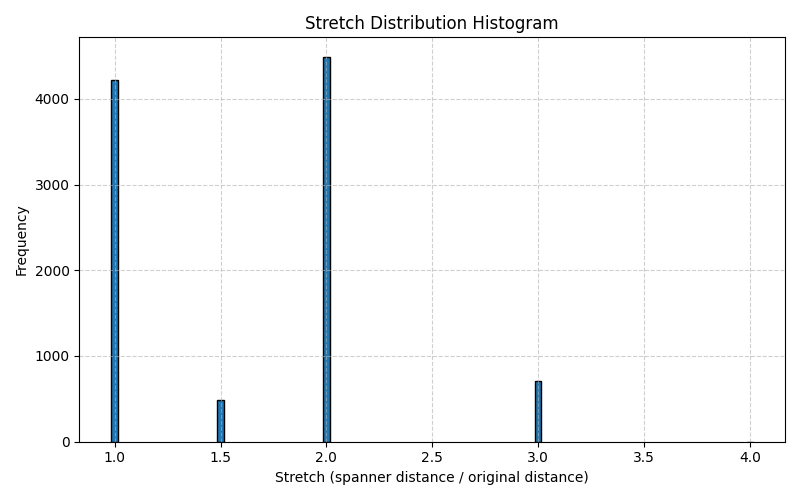 Stretch Distribution Histogram
Frequency
4000
3000
2000
1000
0
1.0 1.5 2.0 2.5 3.0 3.5 4.0
Stretch (spanner distance / original distance)